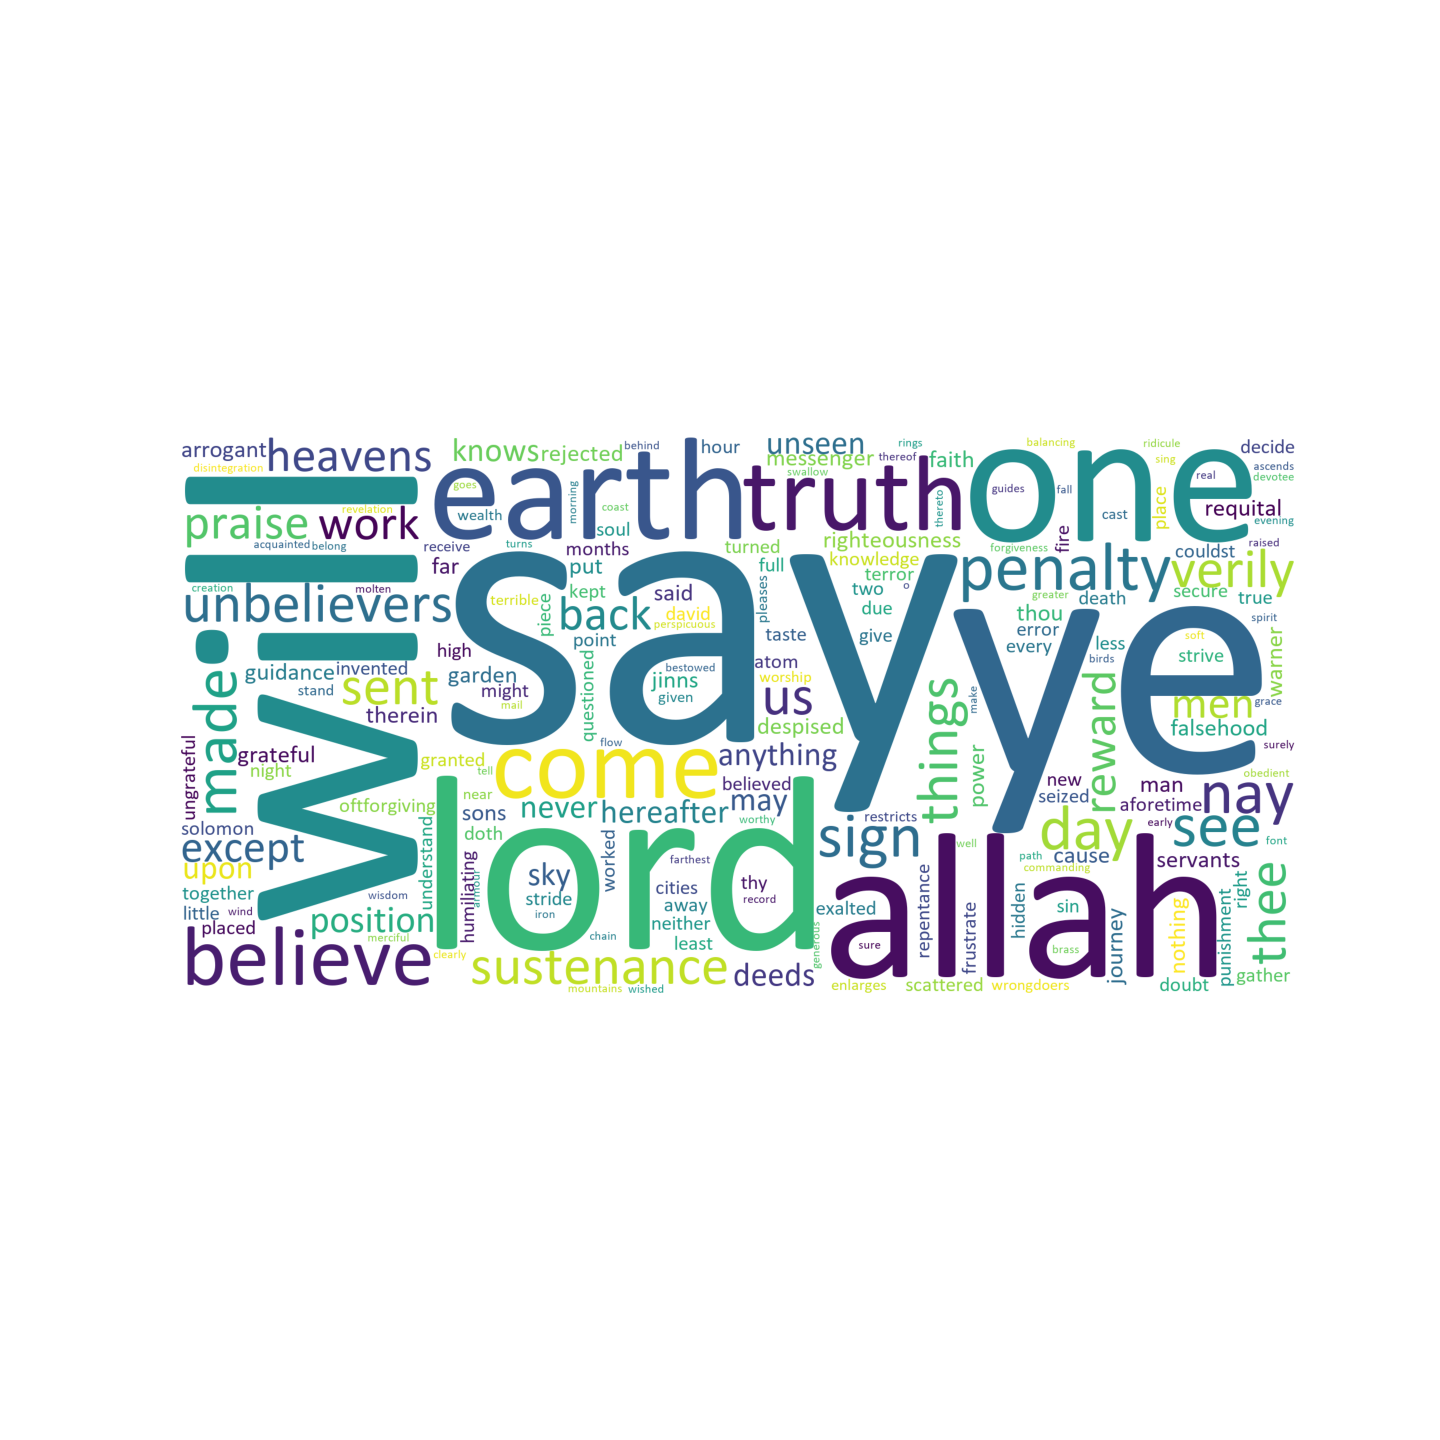 arrogant
heavens
knows
rejected
behind
hour
unseen
rings
balancing
ridicule
decide
disintegration
messenger
thereof
faith
sing
ascends
swallow
real
devotee
earth
goes
truth
one
guides
fall
will
praise
work
revelation
wealth
morning
coast
soul
thereto
cast
place
requital
evening
acquainted
belong
receive
turns
months
turned
righteousness
forgiveness
fire
couldst
raised
far
put
full
knowledge
penalty
verily
creation
molten
say
kept
terror
greater
secure
unbelievers
terrible
piece
back
said
pleases
two
o
death
true
david
due
thou
perspicuous
ye
spirit
made
high
point
taste
give
error
every
less
soft
guidance
invented
questioned
bestowed
atom
birds
strive
warner
stand
sent
garden
jinns
worship
might
given
us
things
make
reward
men
grace
therein
mail
despised
falsehood
ungrateful
grateful
flow
surely
night
granted
tell
come
anything
power
obedient
oftforgiving
near
believed
new
man
nay
lord
sons
never
hereafter
may
seized
aforetime
solomon
doth
worthy
sign
restricts
day
early
see
font
except
understand
well
upon
humiliating
worked
farthest
path
cause
servants
commanding
together
armour
sky
cities
thy
allah
wisdom
stride
away
record
repentance
hidden
sin
right
thee
little
wind
position
iron
neither
exalted
journey
placed
merciful
chain
least
generous
sure
frustrate
brass
nothing
punishment
believe
clearly
sustenance
deeds
gather
mountains
wished
enlarges
scattered
wrongdoers
doubt